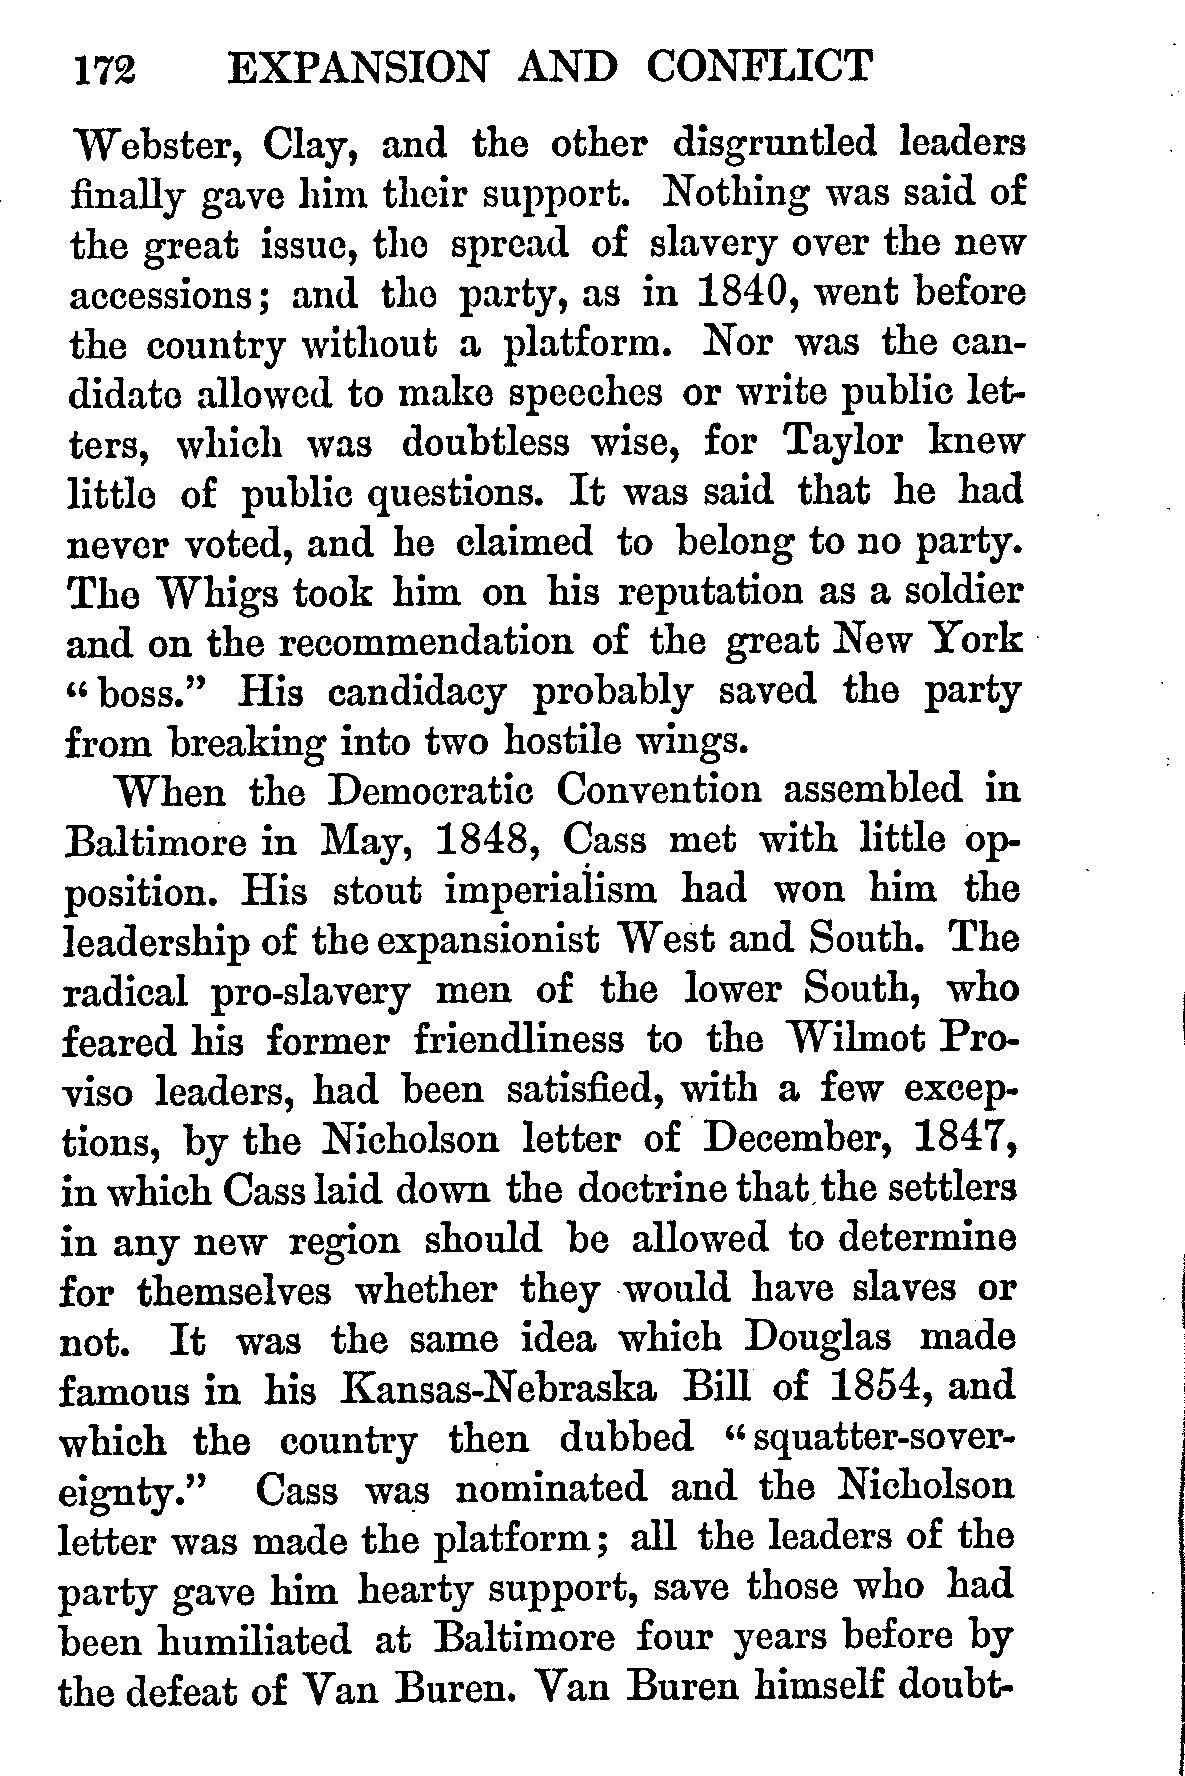 172 EXPANSION AND CONFLICT
Webster, Clay, and the other disgruntled leaders
finally gave him their support. Nothing was said of
the great issue, the spread of slavery over the new
accessions; and the party, as in 1840, went before
the country without a platform. Nor was the can-
didate allowed to make speeches or write public let-
ters, which was doubtless wise, for Taylor knew
little of public questions. It was said that he had
never voted, and he claimed to belong to no party.
The Whigs took him on his reputation as a soldier
and on the recommendation of the great New York
“boss.” His candidacy probably saved the party
from breaking into two hostile wings.
When the Democratic Convention assembled in
Baltimore in May, 1848, Cass met with little op-
position. His stout imperialism had won him the
leadership of the expansionist West and South. The
radical pro-slavery men of the lower South, who
feared his former friendliness to the Wilmot Pro-
viso leaders, had been satisfied, with a few excep-
tions, by the Nicholson letter of December, 1847,
in which Cass laid down the doctrine that the settlers
in any new region should be allowed to determine
for themselves whether they would have slaves or
not. It was the same idea which Douglas made
famous in his Kansas-Nebraska Bill of 1854, and
which the country then dubbed “squatter-sover-
eignty.” Cass was nominated and the Nicholson
letter was made the platform; all the leaders of the
party gave him hearty support, save those who had
been humiliated at Baltimore four years before by
the defeat of Van Buren. Van Buren himself doubt-